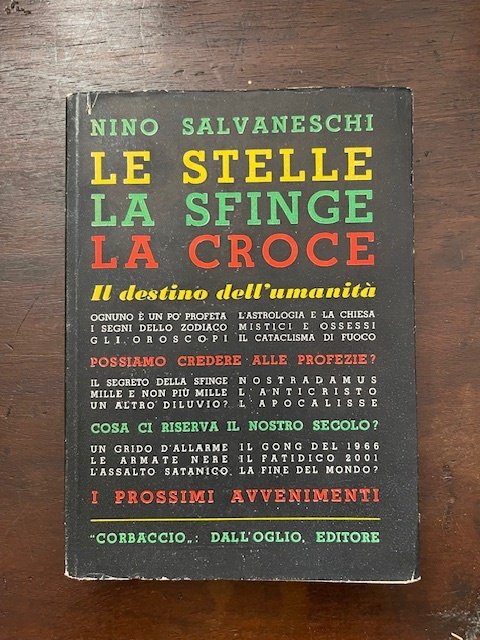 NINO SALVANESCHI
LE STELLE
LA SFINGE
LA CROCE
Il destino dell'umanità
OGNUNO È UN PO' PROFETA
I SEGNI DELLO ZODIACO
GLI OROSCOPI
L'ASTROLOGIA E LA CHIESA
MISTICI E OSSESSI
IL CATACLISMA DI FUOCO
POSSIAMO CREDERE ALLE PROFEZIE?
IL SEGRETO DELLA SFINGE
MILLE E NON PIÙ MILLE
UN ALTRO DILUVIO?
NOSTRADAMUS
L'ANTICRISTO
L'APOCALISSE
COSA CI RISERVA IL NOSTRO SECOLO?
UN GRIDO D'ALLARME
LE ARMATE NERE
L'ASSALTO SATANICO
IL GONG DEL 1966
IL FATIDICO 2001
LA FINE DEL MONDO?
I PROSSIMI AVVENIMENTI
"CORBACCIO„: DALL'OGLIO, EDITORE